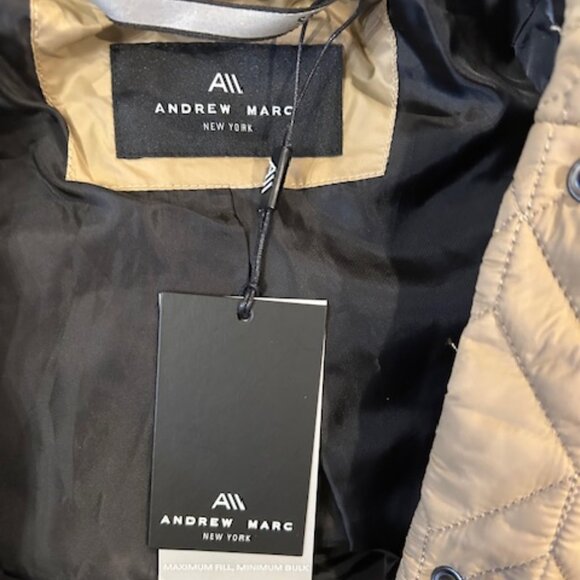 ANDREW MARC
NEW YORK
ANDREW MARC
NEW YORK
MAXIMUM FILL, MINIMUM BULK